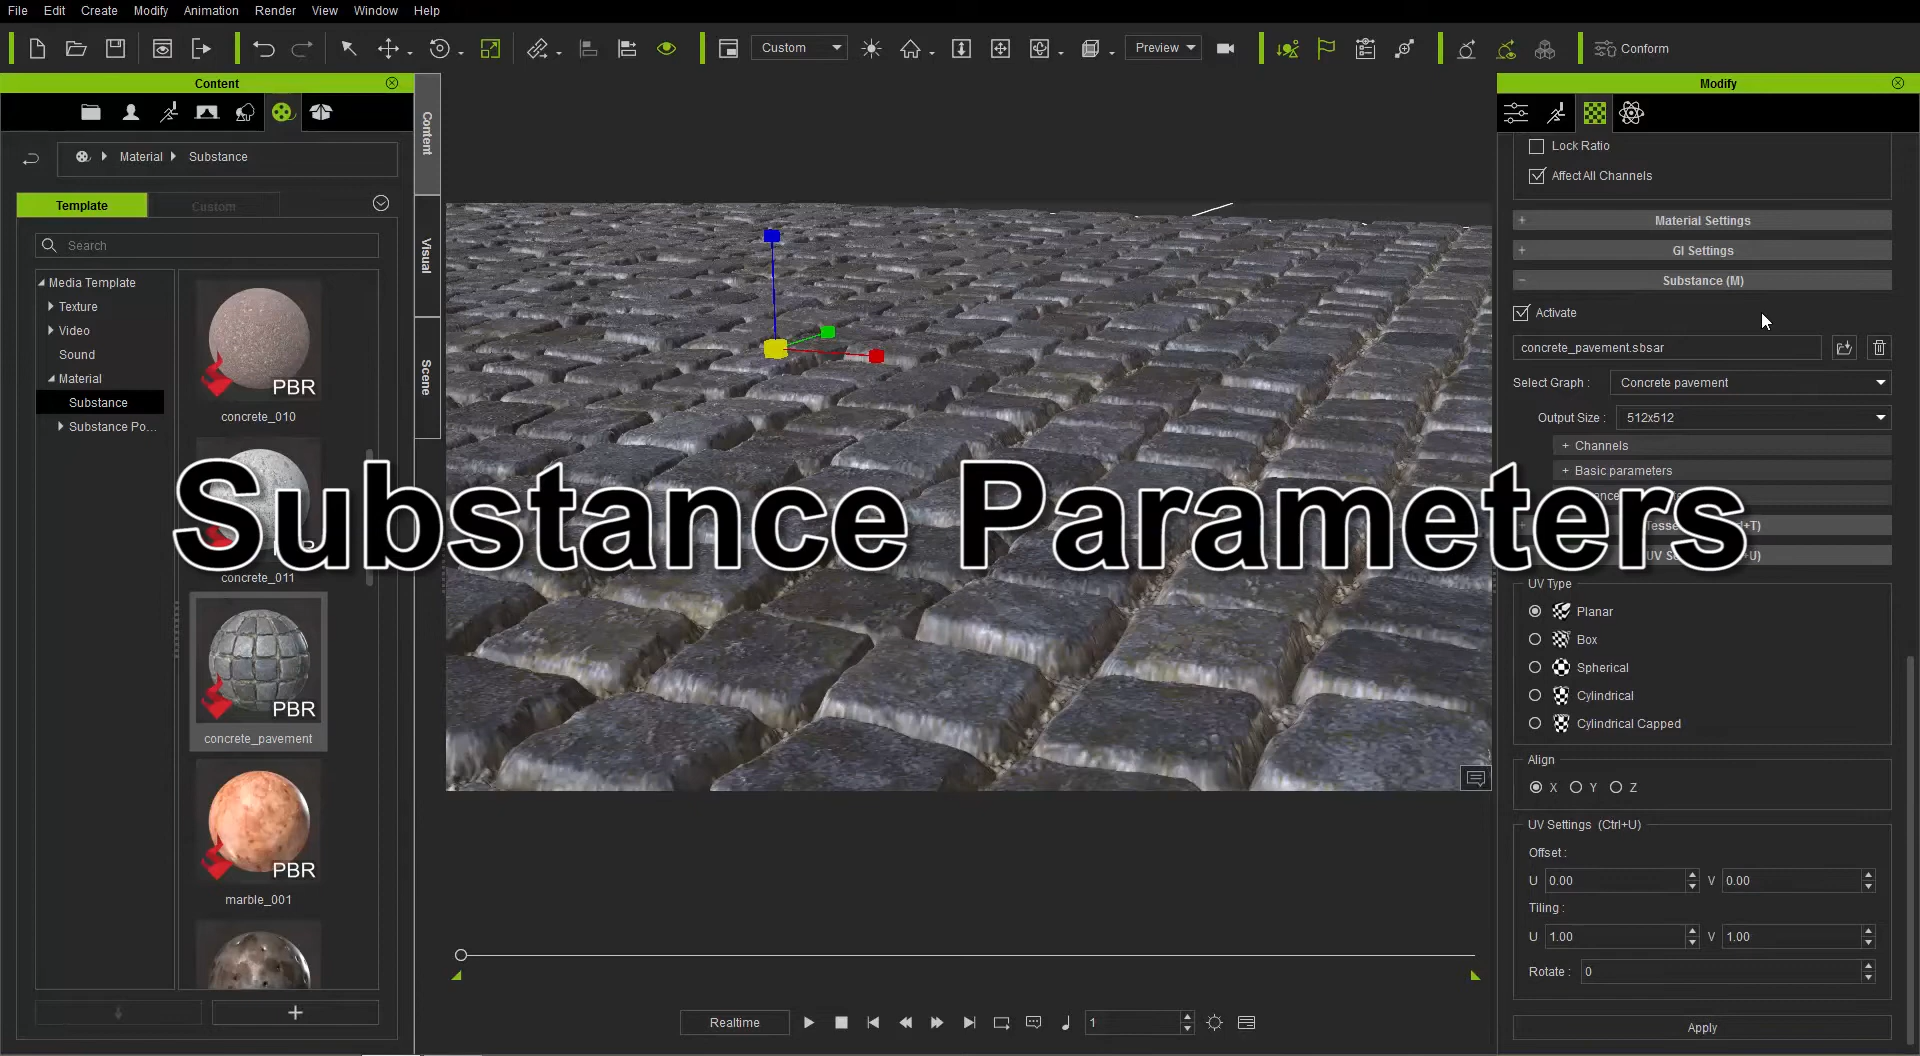 File Edit Create Modify Animation Render View Window Help
Custom
Preview
Conform
Content
Material Substance
Template
Custom
Search
Media Template
Texture
Video
Sound
Material
Substance
Substance Po...
PBR
concrete_010
PBR
concrete_011
PBR
concrete_pavement
PBR
marble_001
Content
Visual
Scene
Substance Parameters
Realtime
1
Modify
Lock Ratio
Affect All Channels
Material Settings
GI Settings
Substance (M)
Activate
concrete_pavement.sbsar
Select Graph : Concrete pavement
Output Size : 512x512
+ Channels
+ Basic parameters
UV Type
Planar
Box
Spherical
Cylindrical
Cylindrical Capped
Align
X Y Z
UV Settings (Ctrl+U)
Offset :
U 0.00 V 0.00
Tiling :
U 1.00 V 1.00
Rotate : 0
Apply